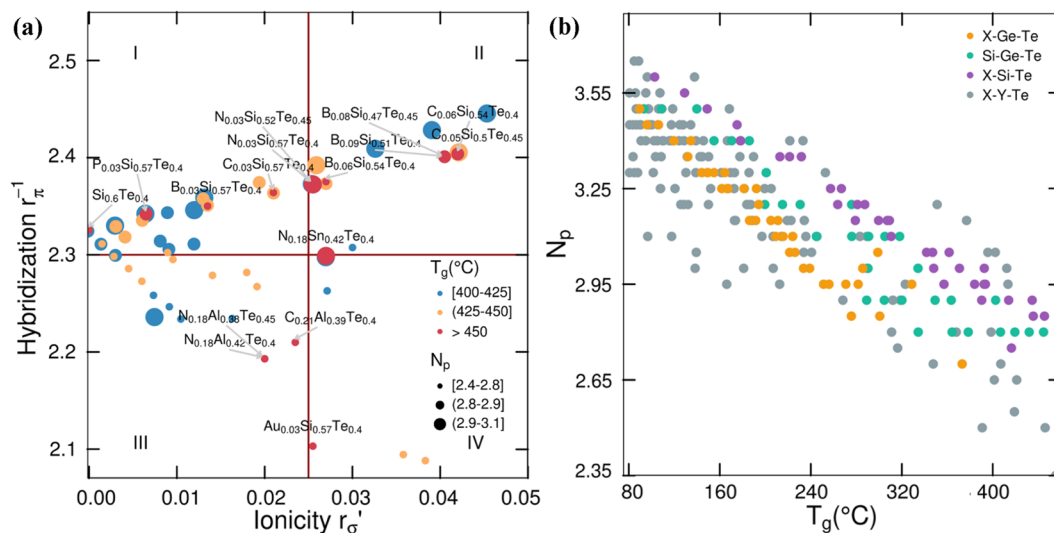 (a)
I
II
III
IV
2.5
2.4
2.3
2.2
2.1
Hybridization r_π^-1
0.00
0.01
0.02
0.03
0.04
0.05
Ionicity r_σ'
N0.03Si0.52Te0.45
N0.03Si0.57Te0.4
B0.08Si0.47Te0.45
B0.09Si0.51Te0.4
C0.06Si0.54Te0.4
C0.05Si0.5Te0.45
P0.03Si0.57Te0.4
C0.03Si0.57Te0.4
B0.06Si0.54Te0.4
Si0.6Te0.4
B0.03Si0.57Te0.4
N0.18Sn0.42Te0.4
N0.18Al0.38Te0.45
C0.21Al0.39Te0.4
N0.18Al0.42Te0.4
Au0.03Si0.57Te0.4
Tg(°C)
[400-425]
(425-450]
> 450
Np
[2.4-2.8]
(2.8-2.9]
(2.9-3.1]
(b)
X-Ge-Te
Si-Ge-Te
X-Si-Te
X-Y-Te
Np
3.55
3.25
2.95
2.65
2.35
80
160
240
320
400
Tg(°C)